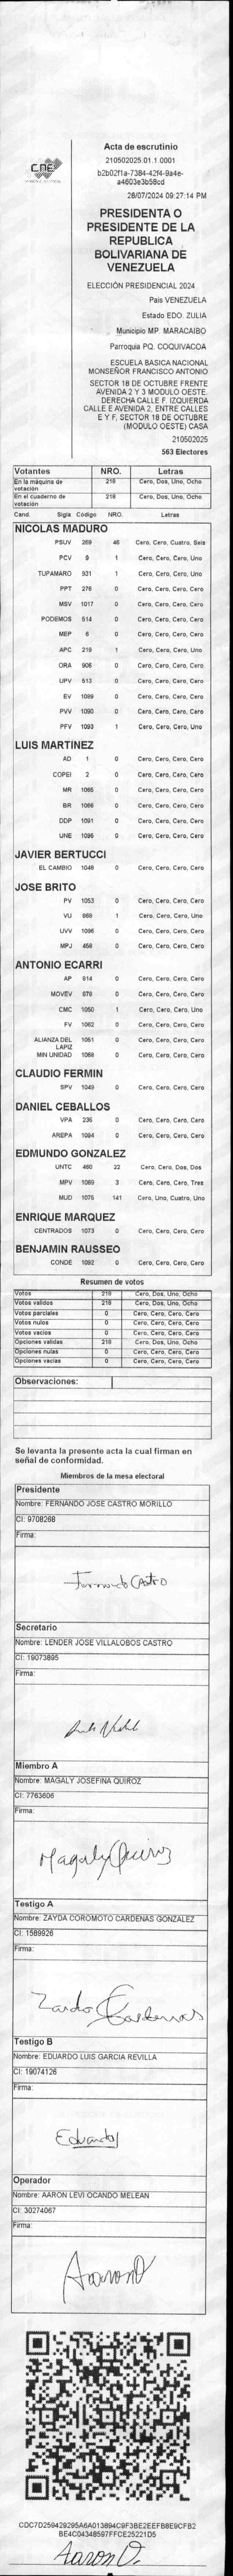 CNE
Acta de escrutinio
210502025.01.1.0001
b2b02f1a-7384-42f4-9a4e-
a4603e3b58cd
28/07/2024 09:27:14 PM
PRESIDENTA O
PRESIDENTE DE LA
REPUBLICA
BOLIVARIANA DE
VENEZUELA
ELECCIÓN PRESIDENCIAL 2024
Pais VENEZUELA
Estado EDO. ZULIA
Municipio MP. MARACAIBO
Parroquia PQ. COQUIVACOA
ESCUELA BASICA NACIONAL
MONSEÑOR FRANCISCO ANTONIO
SECTOR 18 DE OCTUBRE FRENTE
AVENIDA 2 Y 3 MODULO OESTE.
DERECHA CALLE F. IZQUIERDA
CALLE E AVENIDA 2, ENTRE CALLES
E Y F, SECTOR 18 DE OCTUBRE
(MODULO OESTE) CASA
210502025
563 Electores
Votantes NRO. Letras
En la máquina de votación 218 Cero, Dos, Uno, Ocho
En el cuaderno de votación 218 Cero, Dos, Uno, Ocho
Cand. Sigla Codigo NRO. Letras
NICOLAS MADURO
PSUV 269 46 Cero, Cero, Cuatro, Seis
PCV 9 1 Cero, Cero, Cero, Uno
TUPAMARO 931 1 Cero, Cero, Cero, Uno
PPT 276 0 Cero, Cero, Cero, Cero
MSV 1017 0 Cero, Cero, Cero, Cero
PODEMOS 514 0 Cero, Cero, Cero, Cero
MEP 6 0 Cero, Cero, Cero, Cero
APC 219 1 Cero, Cero, Cero, Uno
ORA 906 0 Cero, Cero, Cero, Cero
UPV 513 0 Cero, Cero, Cero, Cero
EV 1089 0 Cero, Cero, Cero, Cero
PVV 1090 0 Cero, Cero, Cero, Cero
PFV 1093 1 Cero, Cero, Cero, Uno
LUIS MARTINEZ
AD 1 0 Cero, Cero, Cero, Cero
COPEI 2 0 Cero, Cero, Cero, Cero
MR 1065 0 Cero, Cero, Cero, Cero
BR 1066 0 Cero, Cero, Cero, Cero
DDP 1091 0 Cero, Cero, Cero, Cero
UNE 1096 0 Cero, Cero, Cero, Cero
JAVIER BERTUCCI
EL CAMBIO 1048 0 Cero, Cero, Cero, Cero
JOSE BRITO
PV 1053 0 Cero, Cero, Cero, Cero
VU 969 1 Cero, Cero, Cero, Uno
UVV 1096 0 Cero, Cero, Cero, Cero
MPJ 458 0 Cero, Cero, Cero, Cero
ANTONIO ECARRI
AP 814 0 Cero, Cero, Cero, Cero
MOVEV 978 0 Cero, Cero, Cero, Cero
CMC 1050 1 Cero, Cero, Cero, Uno
FV 1062 0 Cero, Cero, Cero, Cero
ALIANZA DEL LAPIZ 1051 0 Cero, Cero, Cero, Cero
MIN UNIDAD 1068 0 Cero, Cero, Cero, Cero
CLAUDIO FERMIN
SPV 1049 0 Cero, Cero, Cero, Cero
DANIEL CEBALLOS
VPA 236 0 Cero, Cero, Cero, Cero
AREPA 1094 0 Cero, Cero, Cero, Cero
EDMUNDO GONZALEZ
UNTC 460 22 Cero, Cero, Dos, Dos
MPV 1069 3 Cero, Cero, Cero, Tres
MUD 1075 141 Cero, Uno, Cuatro, Uno
ENRIQUE MARQUEZ
CENTRADOS 1073 0 Cero, Cero, Cero, Cero
BENJAMIN RAUSSEO
CONDE 1092 0 Cero, Cero, Cero, Cero
Resumen de votos
Votos 218 Cero, Dos, Uno, Ocho
Votos validos 218 Cero, Dos, Uno, Ocho
Votos parciales 0 Cero, Cero, Cero, Cero
Votos nulos 0 Cero, Cero, Cero, Cero
Votos vacios 0 Cero, Cero, Cero, Cero
Opciones validas 218 Cero, Dos, Uno, Ocho
Opciones nulas 0 Cero, Cero, Cero, Cero
Opciones vacias 0 Cero, Cero, Cero, Cero
Observaciones:
Se levanta la presente acta la cual firman en
señal de conformidad.
Miembros de la mesa electoral
Presidente
Nombre: FERNANDO JOSE CASTRO MORILLO
CI: 9708268
Firma:
Fernando Castro
Secretario
Nombre: LENDER JOSE VILLALOBOS CASTRO
CI: 19073895
Firma:
Miembro A
Nombre: MAGALY JOSEFINA QUIROZ
CI: 7763606
Firma:
Magaly Quiroz
Testigo A
Nombre: ZAYDA COROMOTO CARDENAS GONZALEZ
CI: 1589926
Firma:
Zaida Cardenas
Testigo B
Nombre: EDUARDO LUIS GARCIA REVILLA
CI: 19074126
Firma:
Eduardo
Operador
Nombre: AARON LEVI OCANDO MELEAN
CI: 30274067
Firma:
Aaron O
CDC7D259429295A6A013894C9F3BE2EEFB8E9CFB2
BE4C04348597FFCE25221D5
Aaron O.